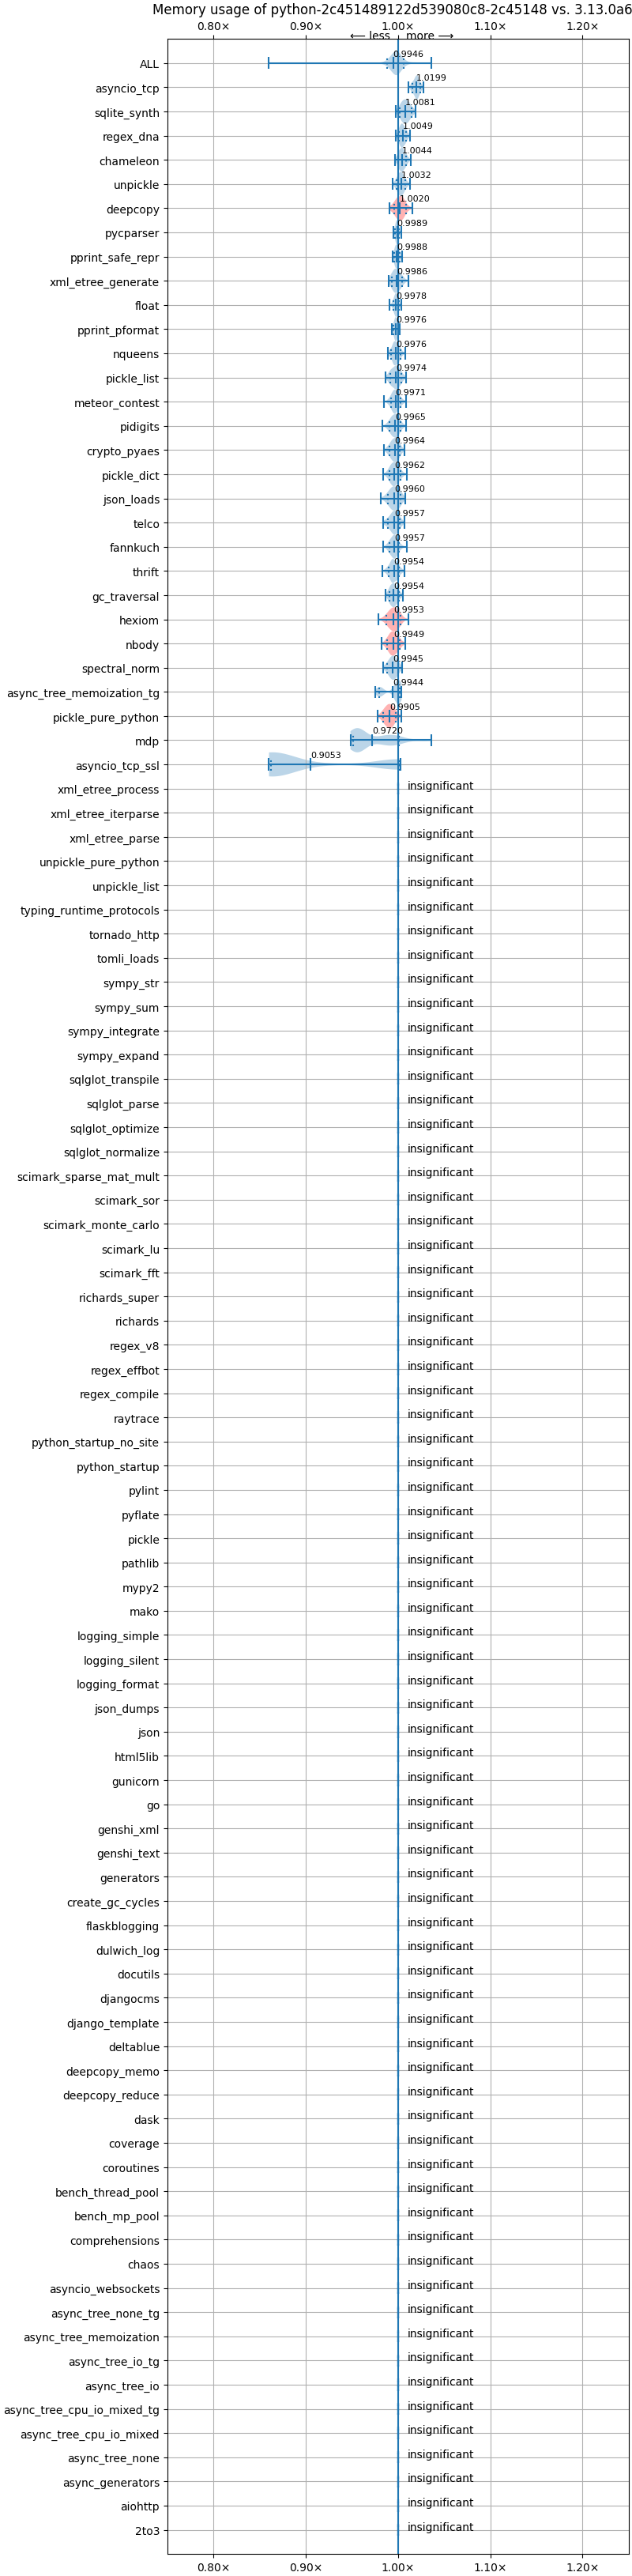 Memory usage of python-2c451489122d539080c8-2c45148 vs. 3.13.0a6
0.80× 0.90× 1.00× 1.10× 1.20×
⟵ less more ⟶
ALL 0.9946
asyncio_tcp 1.0199
sqlite_synth 1.0081
regex_dna 1.0049
chameleon 1.0044
unpickle 1.0032
deepcopy 1.0020
pycparser 0.9989
pprint_safe_repr 0.9988
xml_etree_generate 0.9986
float 0.9978
pprint_pformat 0.9976
nqueens 0.9976
pickle_list 0.9974
meteor_contest 0.9971
pidigits 0.9965
crypto_pyaes 0.9964
pickle_dict 0.9962
json_loads 0.9960
telco 0.9957
fannkuch 0.9957
thrift 0.9954
gc_traversal 0.9954
hexiom 0.9953
nbody 0.9949
spectral_norm 0.9945
async_tree_memoization_tg 0.9944
pickle_pure_python 0.9905
mdp 0.9720
asyncio_tcp_ssl 0.9053
xml_etree_process insignificant
xml_etree_iterparse insignificant
xml_etree_parse insignificant
unpickle_pure_python insignificant
unpickle_list insignificant
typing_runtime_protocols insignificant
tornado_http insignificant
tomli_loads insignificant
sympy_str insignificant
sympy_sum insignificant
sympy_integrate insignificant
sympy_expand insignificant
sqlglot_transpile insignificant
sqlglot_parse insignificant
sqlglot_optimize insignificant
sqlglot_normalize insignificant
scimark_sparse_mat_mult insignificant
scimark_sor insignificant
scimark_monte_carlo insignificant
scimark_lu insignificant
scimark_fft insignificant
richards_super insignificant
richards insignificant
regex_v8 insignificant
regex_effbot insignificant
regex_compile insignificant
raytrace insignificant
python_startup_no_site insignificant
python_startup insignificant
pylint insignificant
pyflate insignificant
pickle insignificant
pathlib insignificant
mypy2 insignificant
mako insignificant
logging_simple insignificant
logging_silent insignificant
logging_format insignificant
json_dumps insignificant
json insignificant
html5lib insignificant
gunicorn insignificant
go insignificant
genshi_xml insignificant
genshi_text insignificant
generators insignificant
create_gc_cycles insignificant
flaskblogging insignificant
dulwich_log insignificant
docutils insignificant
djangocms insignificant
django_template insignificant
deltablue insignificant
deepcopy_memo insignificant
deepcopy_reduce insignificant
dask insignificant
coverage insignificant
coroutines insignificant
bench_thread_pool insignificant
bench_mp_pool insignificant
comprehensions insignificant
chaos insignificant
asyncio_websockets insignificant
async_tree_none_tg insignificant
async_tree_memoization insignificant
async_tree_io_tg insignificant
async_tree_io insignificant
async_tree_cpu_io_mixed_tg insignificant
async_tree_cpu_io_mixed insignificant
async_tree_none insignificant
async_generators insignificant
aiohttp insignificant
2to3 insignificant
0.80× 0.90× 1.00× 1.10× 1.20×